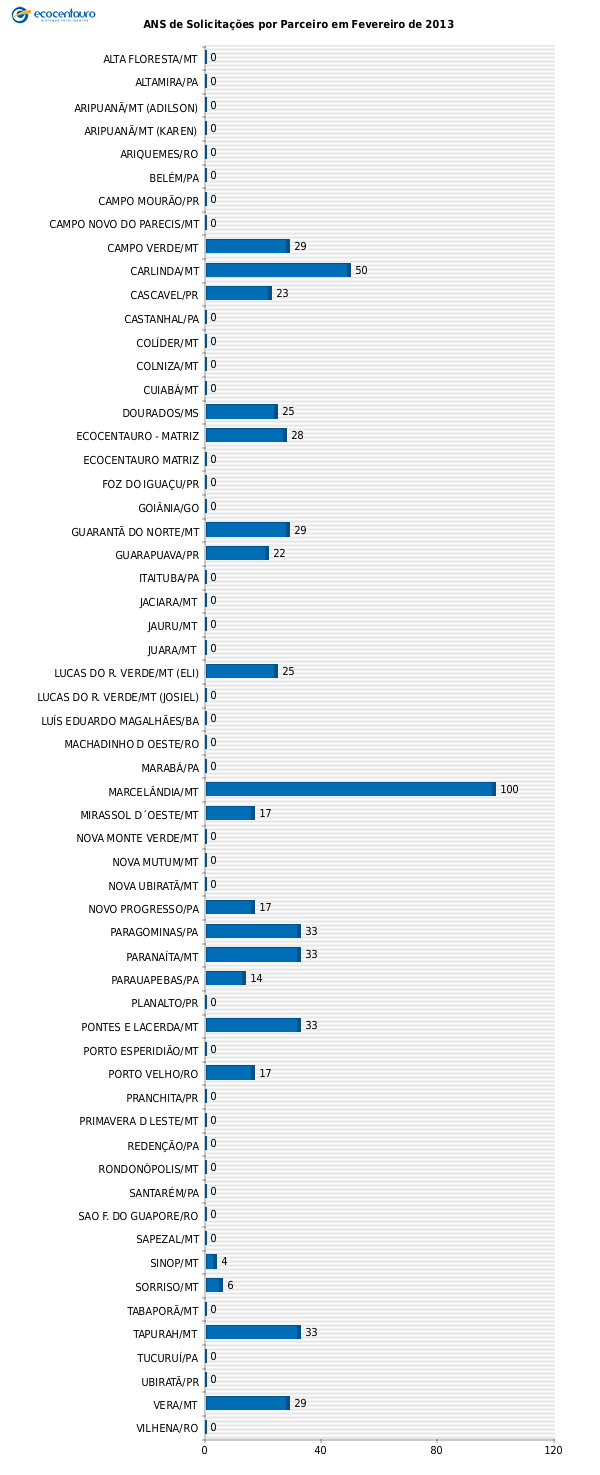 ecocentauro
ANS de Solicitações por Parceiro em Fevereiro de 2013
ALTA FLORESTA/MT 0
ALTAMIRA/PA 0
ARIPUANÃ/MT (ADILSON) 0
ARIPUANÃ/MT (KAREN) 0
ARIQUEMES/RO 0
BELÉM/PA 0
CAMPO MOURÃO/PR 0
CAMPO NOVO DO PARECIS/MT 0
CAMPO VERDE/MT 29
CARLINDA/MT 50
CASCAVEL/PR 23
CASTANHAL/PA 0
COLÍDER/MT 0
COLNIZA/MT 0
CUIABÁ/MT 0
DOURADOS/MS 25
ECOCENTAURO - MATRIZ 28
ECOCENTAURO MATRIZ 0
FOZ DO IGUAÇU/PR 0
GOIÂNIA/GO 0
GUARANTÃ DO NORTE/MT 29
GUARAPUAVA/PR 22
ITAITUBA/PA 0
JACIARA/MT 0
JAURU/MT 0
JUARA/MT 0
LUCAS DO R. VERDE/MT (ELI) 25
LUCAS DO R. VERDE/MT (JOSIEL) 0
LUÍS EDUARDO MAGALHÃES/BA 0
MACHADINHO D OESTE/RO 0
MARABÁ/PA 0
MARCELÂNDIA/MT 100
MIRASSOL D´OESTE/MT 17
NOVA MONTE VERDE/MT 0
NOVA MUTUM/MT 0
NOVA UBIRATÃ/MT 0
NOVO PROGRESSO/PA 17
PARAGOMINAS/PA 33
PARANAÍTA/MT 33
PARAUAPEBAS/PA 14
PLANALTO/PR 0
PONTES E LACERDA/MT 33
PORTO ESPERIDIÃO/MT 0
PORTO VELHO/RO 17
PRANCHITA/PR 0
PRIMAVERA D LESTE/MT 0
REDENÇÃO/PA 0
RONDONÓPOLIS/MT 0
SANTARÉM/PA 0
SAO F. DO GUAPORE/RO 0
SAPEZAL/MT 0
SINOP/MT 4
SORRISO/MT 6
TABAPORÃ/MT 0
TAPURAH/MT 33
TUCURUÍ/PA 0
UBIRATÃ/PR 0
VERA/MT 29
VILHENA/RO 0
0 40 80 120